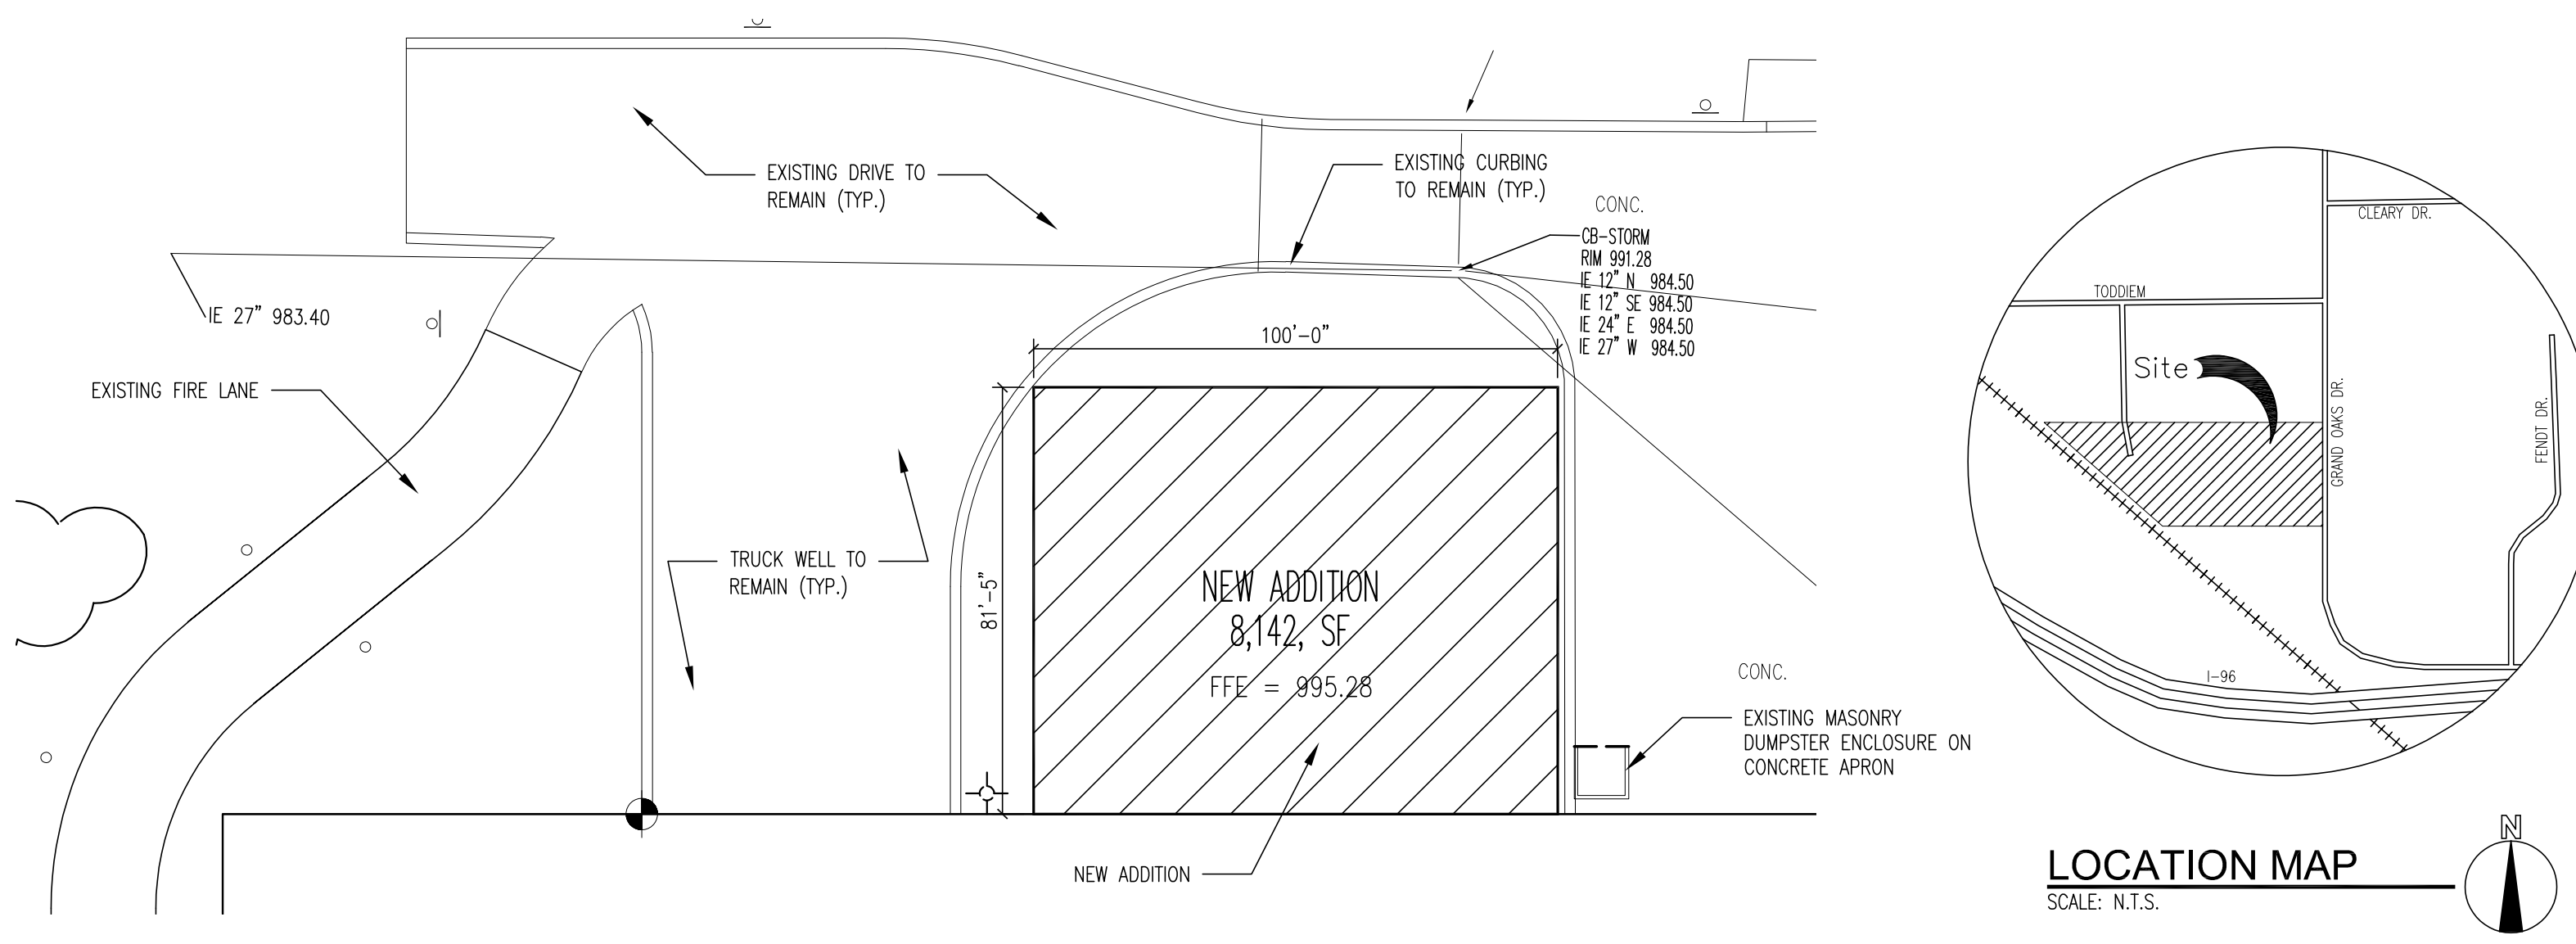 EXISTING DRIVE TO
REMAIN (TYP.)
EXISTING CURBING
TO REMAIN (TYP.)
CONC.
CB-STORM
RIM 991.28
IE 12" N 984.50
IE 12" SE 984.50
IE 24" E 984.50
IE 27" W 984.50
IE 27" 983.40
100'-0"
EXISTING FIRE LANE
TRUCK WELL TO
REMAIN (TYP.)
81'-5"
NEW ADDITION
8,142, SF
FFE = 995.28
CONC.
EXISTING MASONRY
DUMPSTER ENCLOSURE ON
CONCRETE APRON
NEW ADDITION
CLEARY DR.
TODDIEM
Site
GRAND OAKS DR.
FENDT DR.
I-96
N
LOCATION MAP
SCALE: N.T.S.